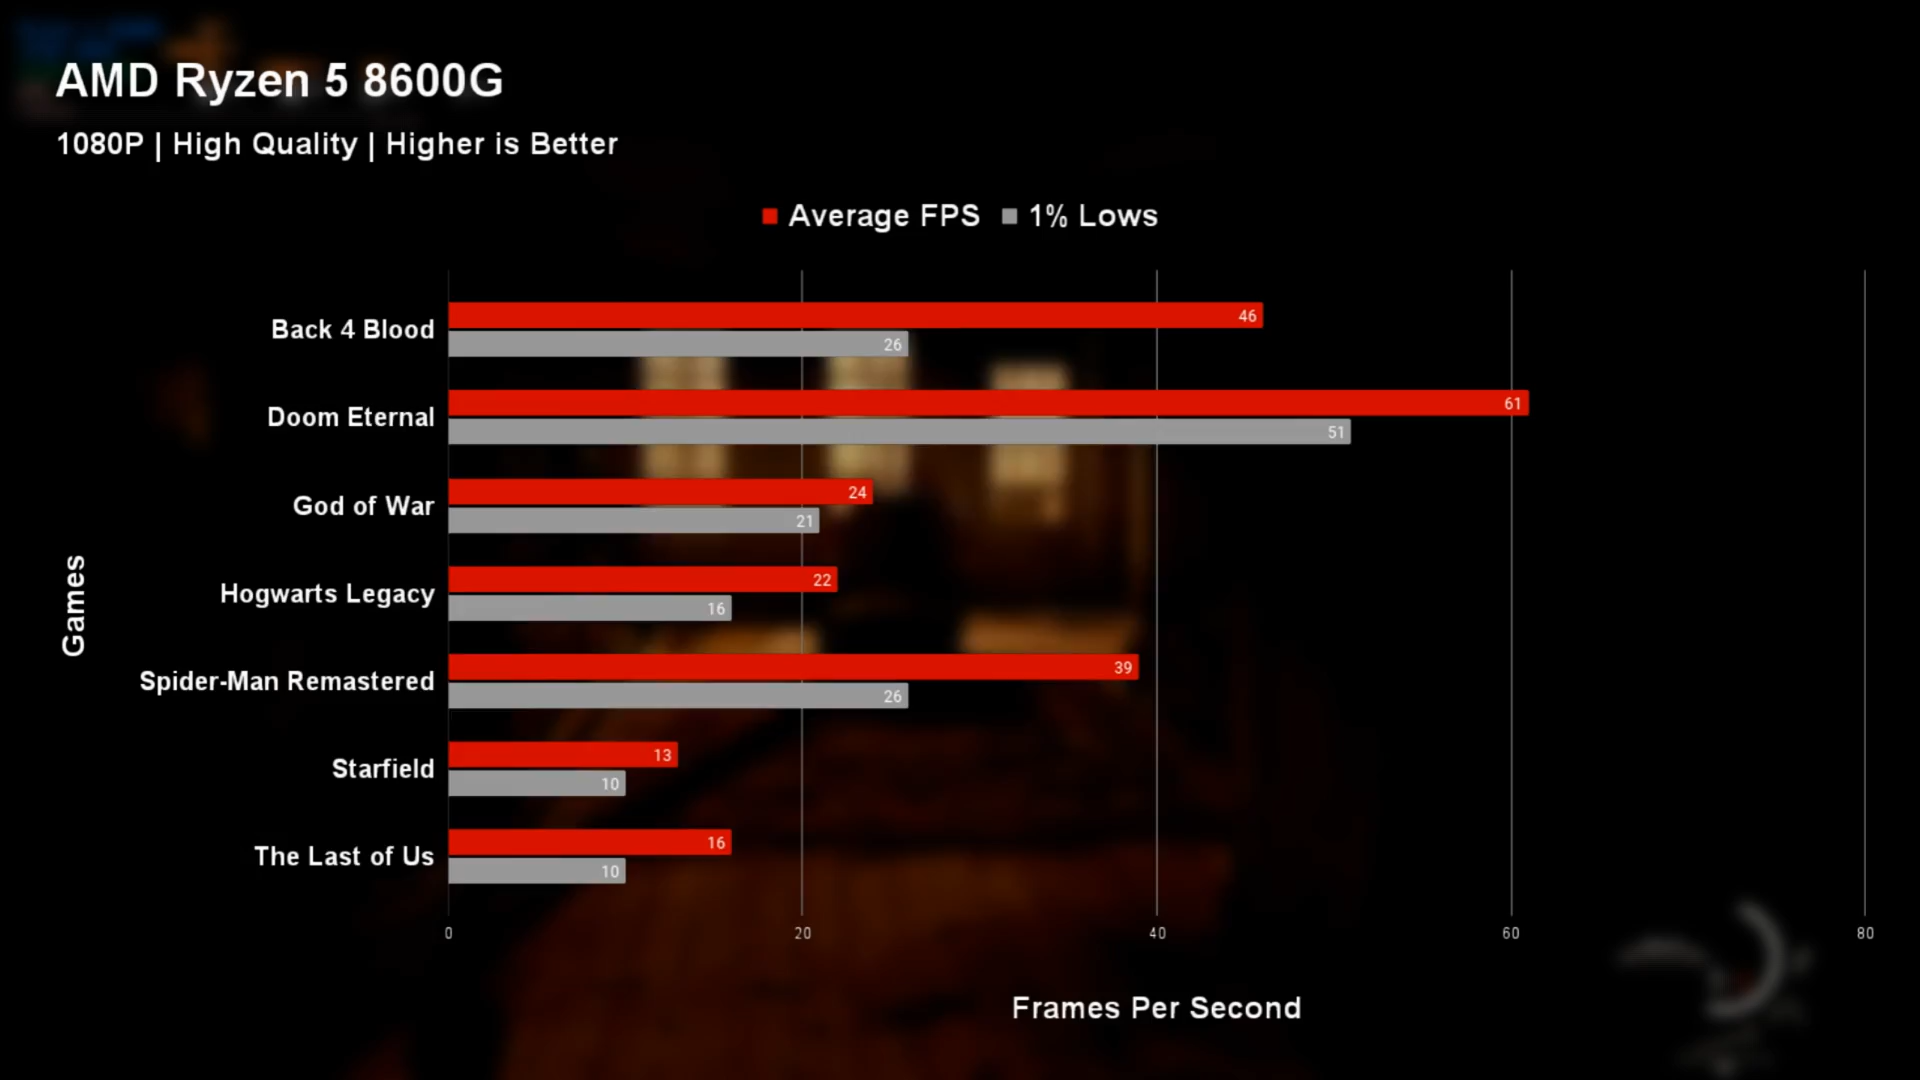 AMD Ryzen 5 8600G
1080P | High Quality | Higher is Better
Average FPS 1% Lows
Back 4 Blood
46
26
Doom Eternal
61
51
God of War
24
21
Hogwarts Legacy
22
16
Spider-Man Remastered
39
26
Starfield
13
10
The Last of Us
16
10
Games
0 20 40 60 80
Frames Per Second